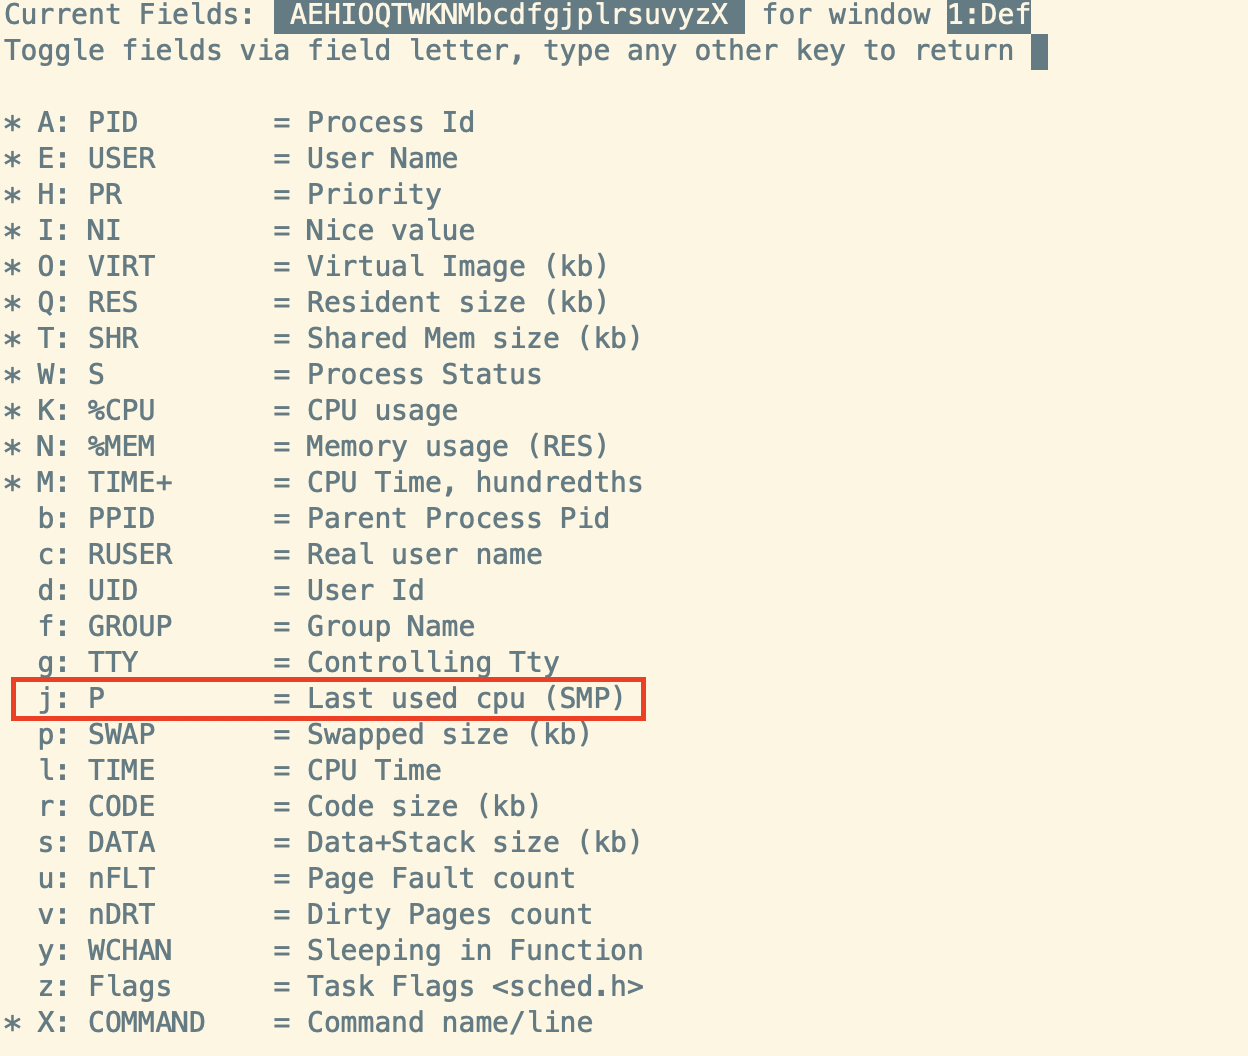 Current Fields: AEHIOQTWKNMbcdfgjplrsuvyzX for window 1:Def
Toggle fields via field letter, type any other key to return
* A: PID = Process Id
* E: USER = User Name
* H: PR = Priority
* I: NI = Nice value
* O: VIRT = Virtual Image (kb)
* Q: RES = Resident size (kb)
* T: SHR = Shared Mem size (kb)
* W: S = Process Status
* K: %CPU = CPU usage
* N: %MEM = Memory usage (RES)
* M: TIME+ = CPU Time, hundredths
b: PPID = Parent Process Pid
c: RUSER = Real user name
d: UID = User Id
f: GROUP = Group Name
g: TTY = Controlling Tty
j: P = Last used cpu (SMP)
p: SWAP = Swapped size (kb)
l: TIME = CPU Time
r: CODE = Code size (kb)
s: DATA = Data+Stack size (kb)
u: nFLT = Page Fault count
v: nDRT = Dirty Pages count
y: WCHAN = Sleeping in Function
z: Flags = Task Flags <sched.h>
* X: COMMAND = Command name/line